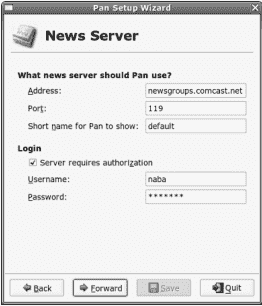 Pan Setup Wizard
News Server
What news server should Pan use?
Address: newsgroups.comcast.net
Port: 119
Short name for Pan to show: default
Login
Server requires authorization
Username: naba
Password: *******
Back Forward Save Quit